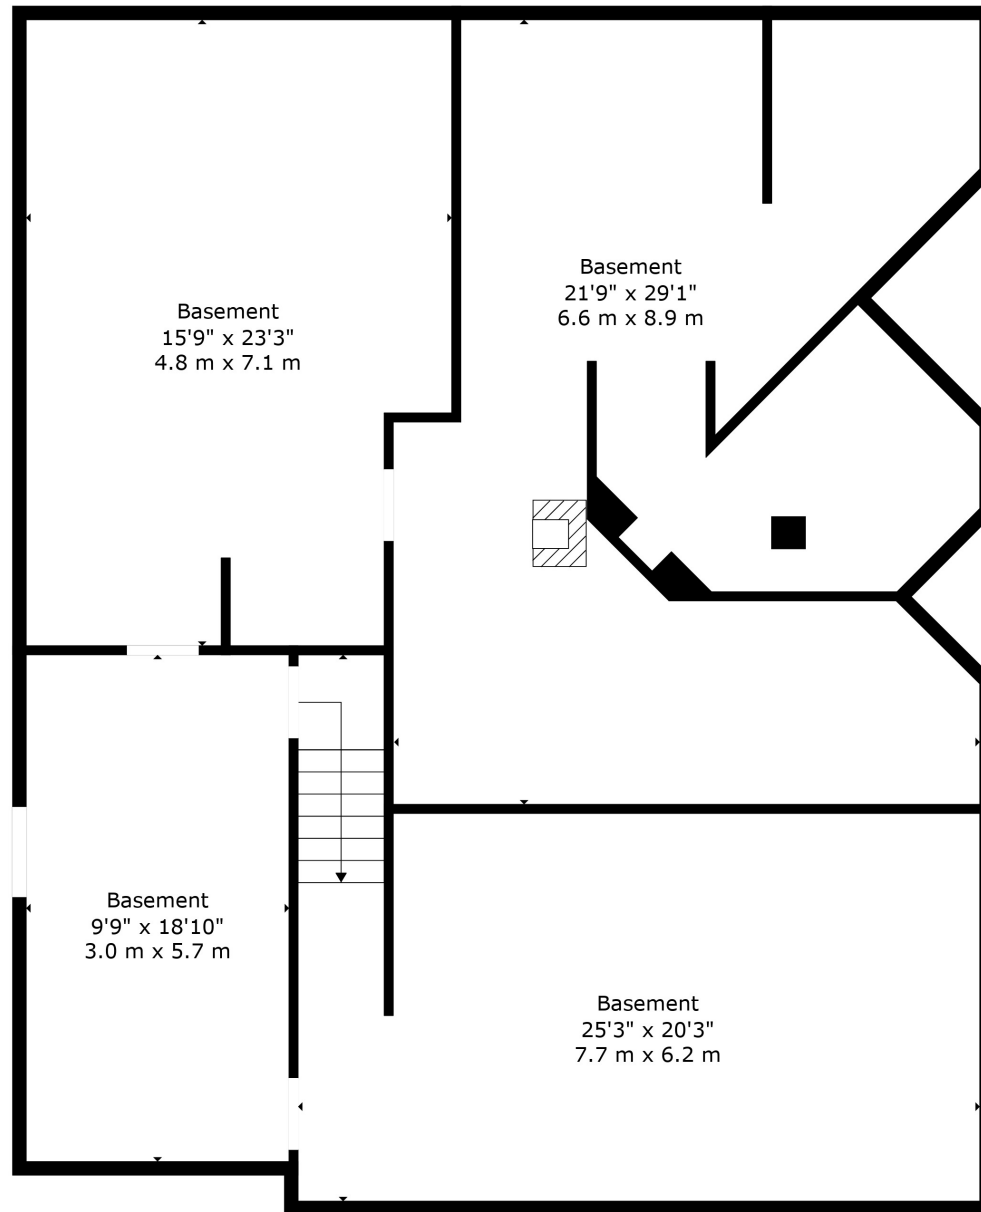 Basement
21'9" x 29'1"
6.6 m x 8.9 m
Basement
15'9" x 23'3"
4.8 m x 7.1 m
Basement
9'9" x 18'10"
3.0 m x 5.7 m
Basement
25'3" x 20'3"
7.7 m x 6.2 m